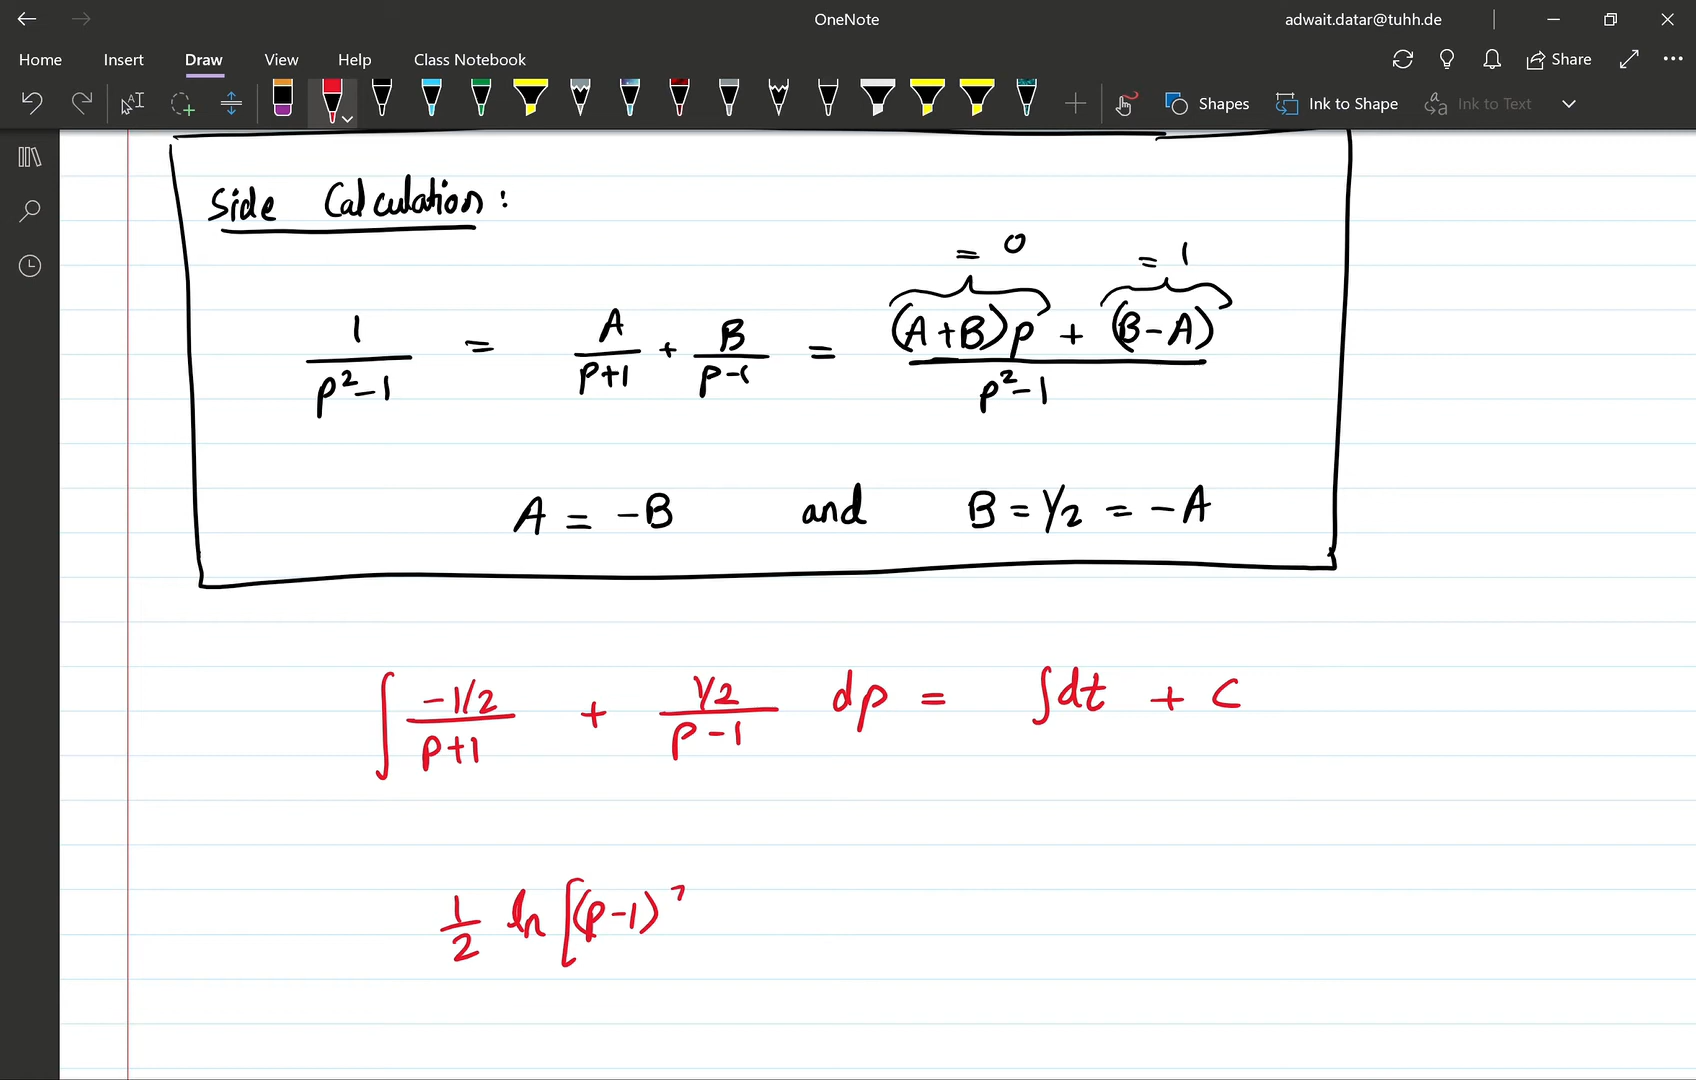 OneNote
adwait.datar@tuhh.de
Home Insert Draw View Help Class Notebook
Share
Shapes Ink to Shape Ink to Text
Side Calculation:
= 0 = 1
1/(p²-1) = A/(p+1) + B/(p-1) = ((A+B)p + (B-A))/(p²-1)
A = -B and B = 1/2 = -A
∫ (-1/2)/(p+1) + (1/2)/(p-1) dp = ∫dt + C
1/2 ln [(p-1)